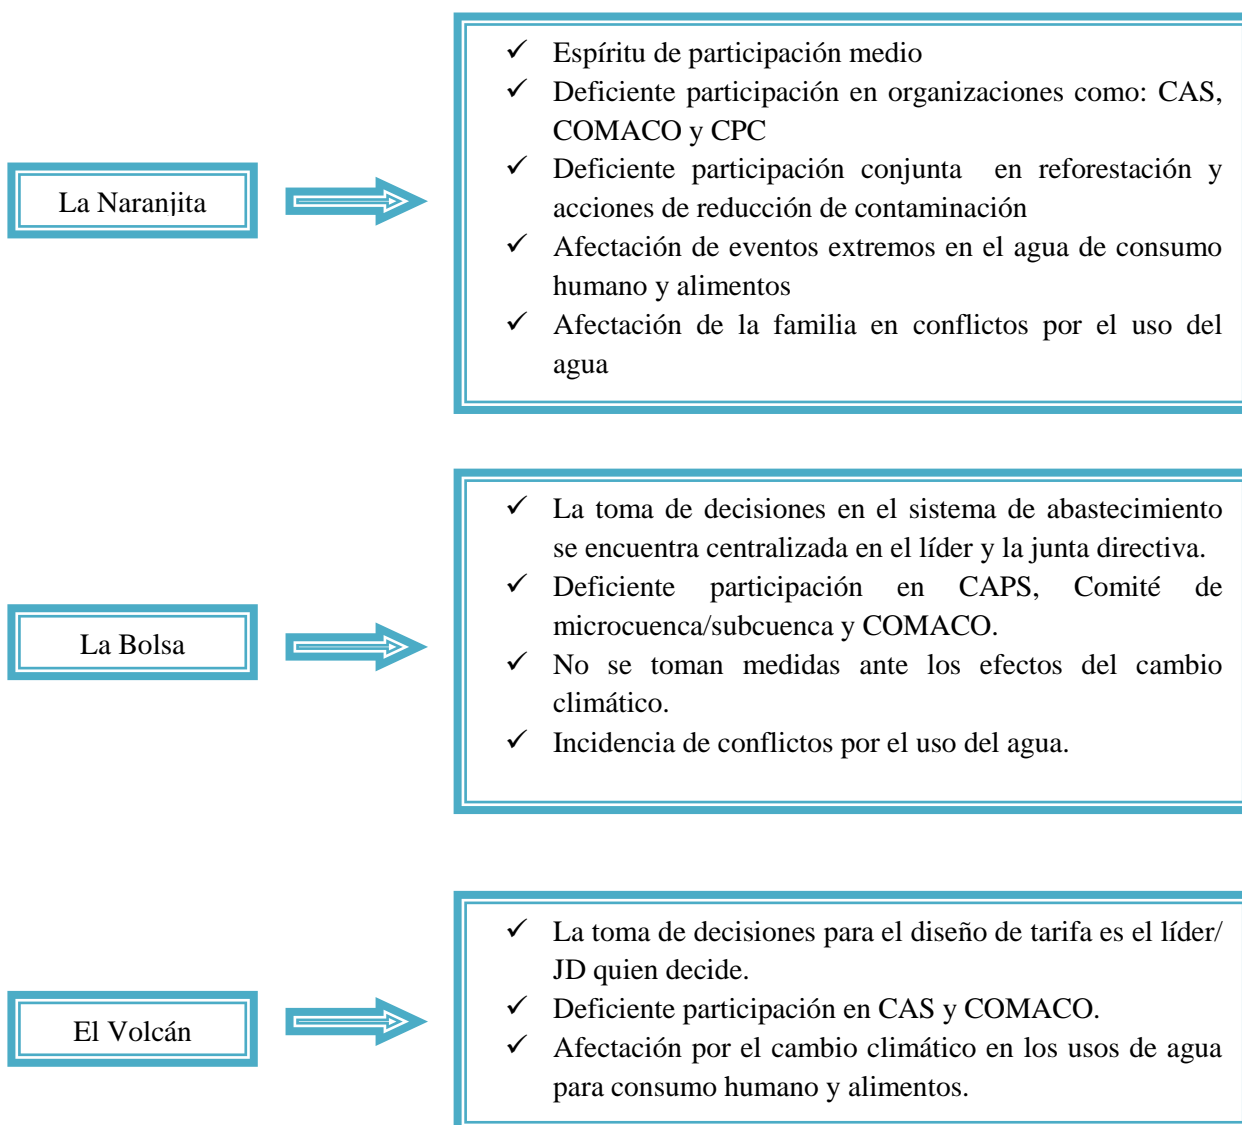 La Naranjita
✓ Espíritu de participación medio
✓ Deficiente participación en organizaciones como: CAS,
COMACO y CPC
✓ Deficiente participación conjunta en reforestación y
acciones de reducción de contaminación
✓ Afectación de eventos extremos en el agua de consumo
humano y alimentos
✓ Afectación de la familia en conflictos por el uso del
agua
La Bolsa
✓ La toma de decisiones en el sistema de abastecimiento
se encuentra centralizada en el líder y la junta directiva.
✓ Deficiente participación en CAPS, Comité de
microcuenca/subcuenca y COMACO.
✓ No se toman medidas ante los efectos del cambio
climático.
✓ Incidencia de conflictos por el uso del agua.
El Volcán
✓ La toma de decisiones para el diseño de tarifa es el líder/
JD quien decide.
✓ Deficiente participación en CAS y COMACO.
✓ Afectación por el cambio climático en los usos de agua
para consumo humano y alimentos.